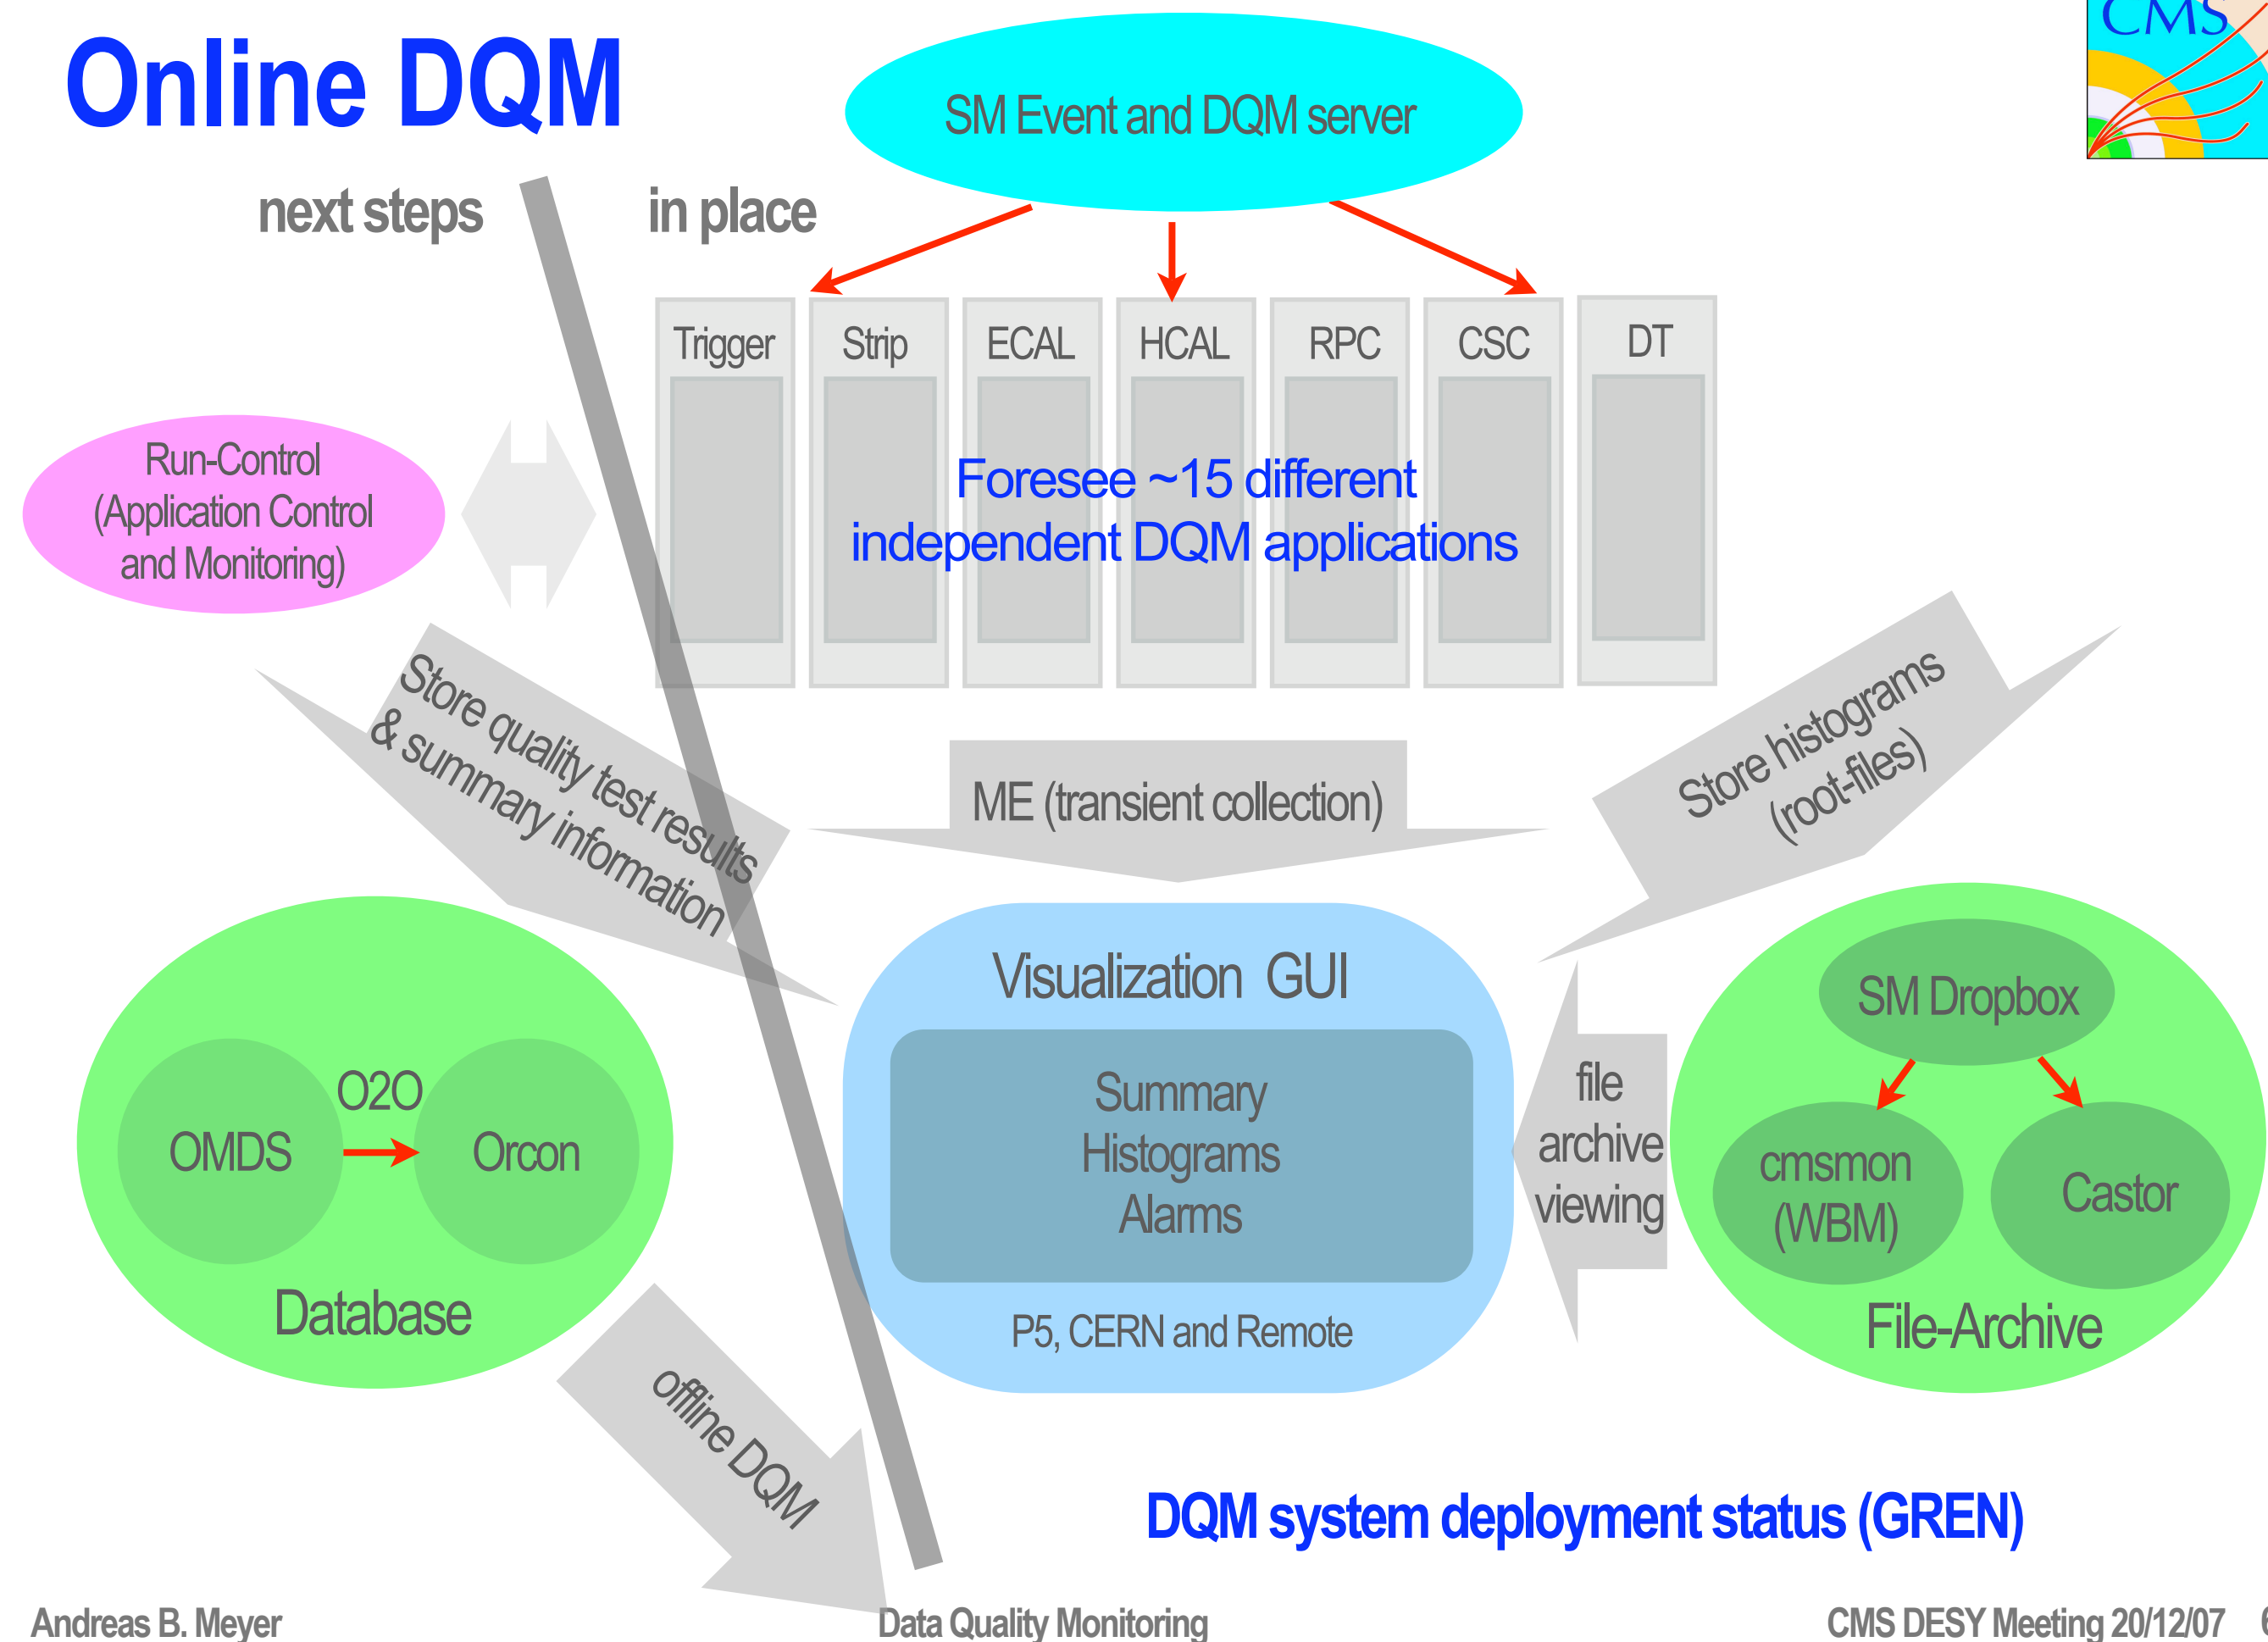 Online DQM
CMS
SM Event and DQM server
next steps
in place
Trigger
Strip
ECAL
HCAL
RPC
CSC
DT
Run-Control
(Application Control
and Monitoring)
Foresee ~15 different
independent DQM applications
Store quality test results
& summary information
ME (transient collection)
Store histograms
(root-files)
Visualization GUI
Summary
Histograms
Alarms
P5, CERN and Remote
file
archive
viewing
SM Dropbox
cmsmon
(WBM)
Castor
File-Archive
O2O
OMDS
Orcon
Database
offline DQM
DQM system deployment status (GREN)
Andreas B. Meyer
Data Quality Monitoring
CMS DESY Meeting 20/12/07